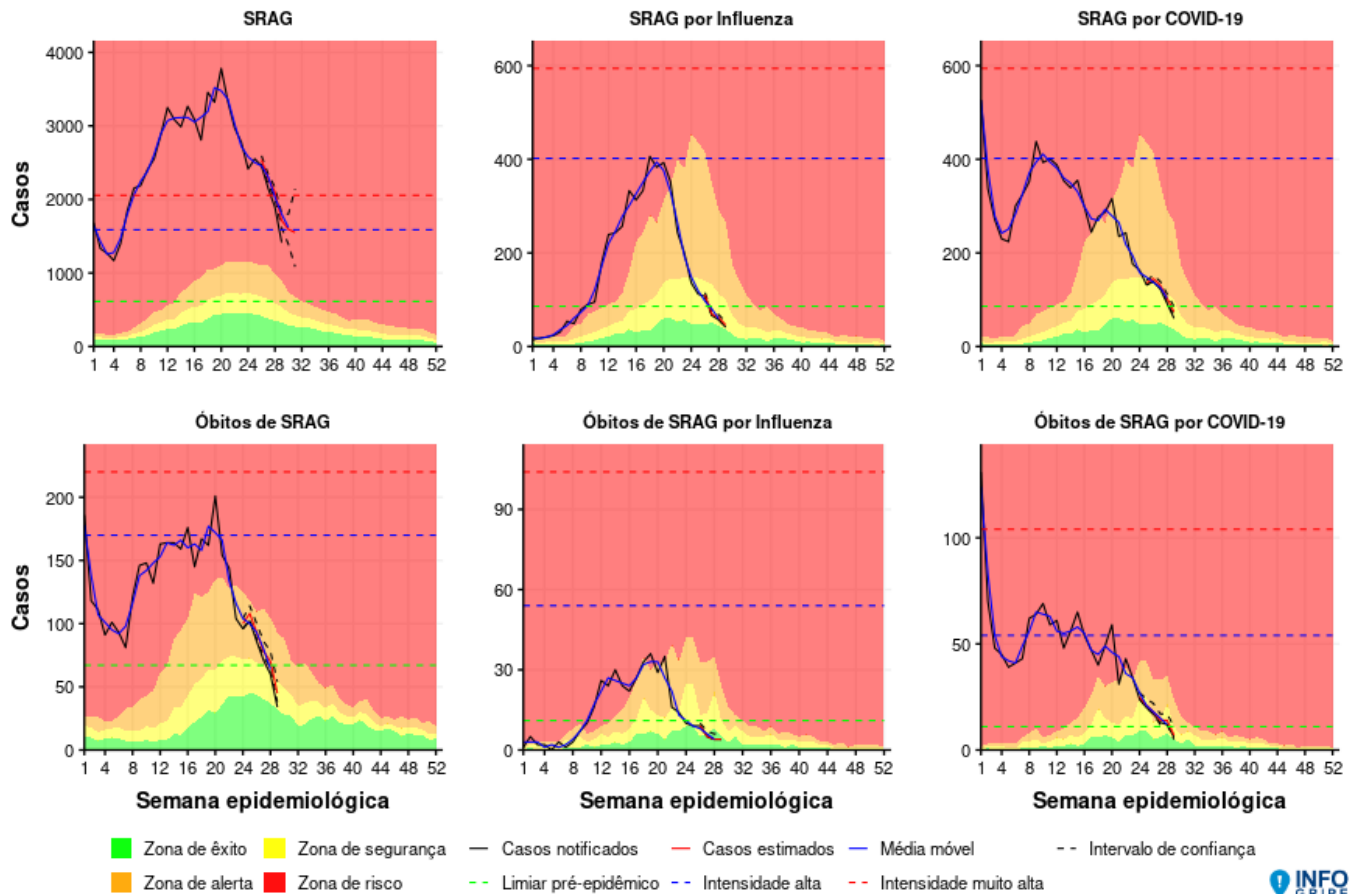 SRAG
SRAG por Influenza
SRAG por COVID-19
Casos
4000
3000
2000
1000
0
1 4 8 12 16 20 24 28 32 36 40 44 48 52
600
400
200
0
1 4 8 12 16 20 24 28 32 36 40 44 48 52
600
400
200
0
1 4 8 12 16 20 24 28 32 36 40 44 48 52
Óbitos de SRAG
Óbitos de SRAG por Influenza
Óbitos de SRAG por COVID-19
Casos
200
150
100
50
0
1 4 8 12 16 20 24 28 32 36 40 44 48 52
90
60
30
0
1 4 8 12 16 20 24 28 32 36 40 44 48 52
100
50
0
1 4 8 12 16 20 24 28 32 36 40 44 48 52
Semana epidemiológica
Semana epidemiológica
Semana epidemiológica
Zona de êxito Zona de segurança Casos notificados Casos estimados Média móvel Intervalo de confiança
Zona de alerta Zona de risco Limiar pré-epidêmico Intensidade alta Intensidade muito alta
INFO
GRIPE